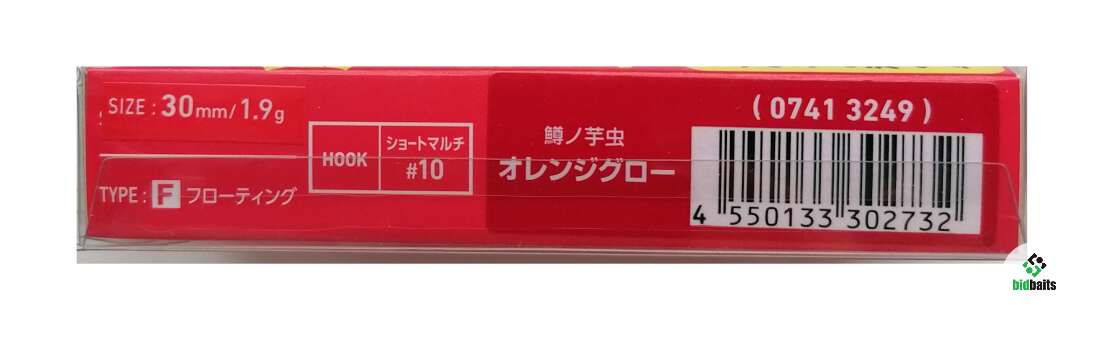 SIZE : 30mm/1.9g
TYPE : F フローティング
HOOK
ショートマルチ
#10
鱒ノ芋虫
オレンジグロー
( 0741 3249 )
4 550133 302732
bidbaits